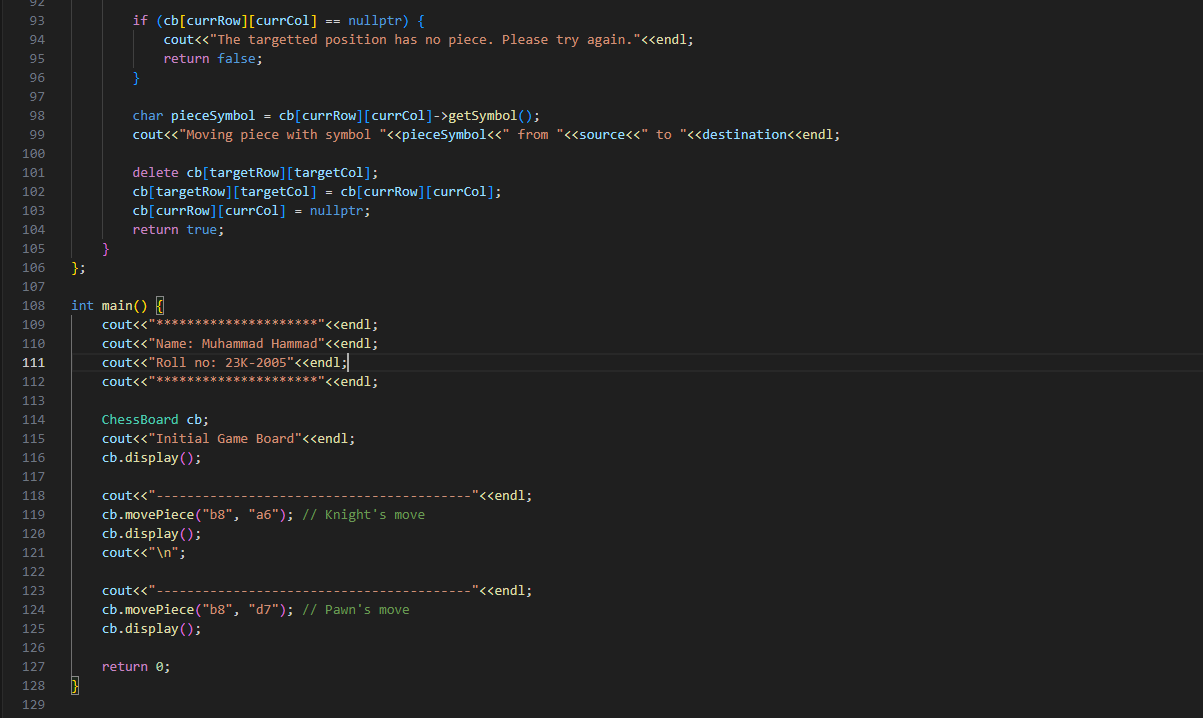 92
93 if (cb[currRow][currCol] == nullptr) {
94 cout<<"The targetted position has no piece. Please try again."<<endl;
95 return false;
96 }
97
98 char pieceSymbol = cb[currRow][currCol]->getSymbol();
99 cout<<"Moving piece with symbol "<<pieceSymbol<<" from "<<source<<" to "<<destination<<endl;
100
101 delete cb[targetRow][targetCol];
102 cb[targetRow][targetCol] = cb[currRow][currCol];
103 cb[currRow][currCol] = nullptr;
104 return true;
105 }
106 };
107
108 int main() {
109 cout<<"*********************"<<endl;
110 cout<<"Name: Muhammad Hammad"<<endl;
111 cout<<"Roll no: 23K-2005"<<endl;
112 cout<<"*********************"<<endl;
113
114 ChessBoard cb;
115 cout<<"Initial Game Board"<<endl;
116 cb.display();
117
118 cout<<"-----------------------------------------"<<endl;
119 cb.movePiece("b8", "a6"); // Knight's move
120 cb.display();
121 cout<<"\n";
122
123 cout<<"-----------------------------------------"<<endl;
124 cb.movePiece("b8", "d7"); // Pawn's move
125 cb.display();
126
127 return 0;
128 }
129